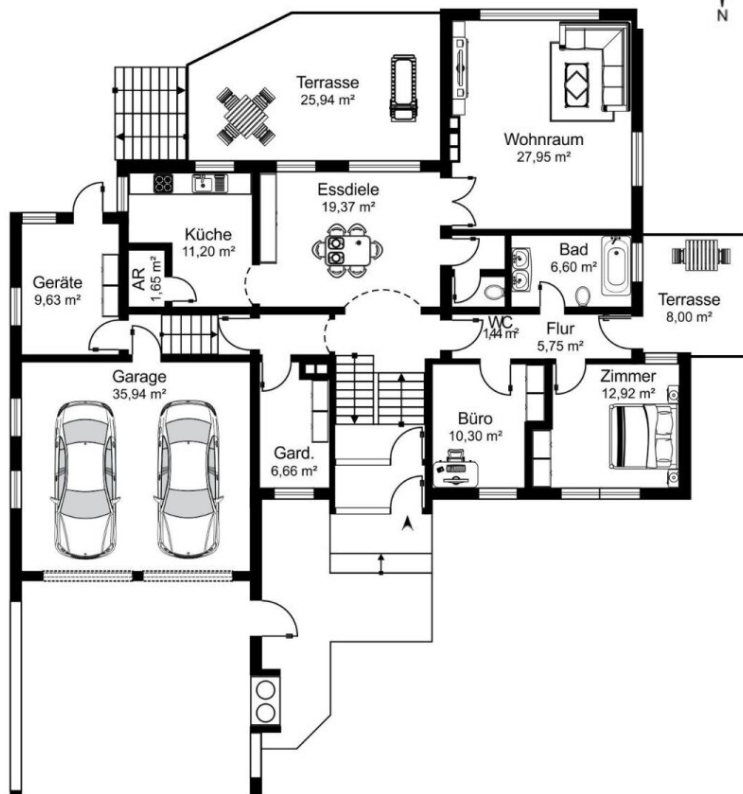 N
Terrasse
25,94 m²
Wohnraum
27,95 m²
Essdiele
19,37 m²
Küche
11,20 m²
AR
1,65 m²
Bad
6,60 m²
Geräte
9,63 m²
Terrasse
8,00 m²
WC
1,44 m²
Flur
5,75 m²
Garage
35,94 m²
Zimmer
12,92 m²
Büro
10,30 m²
Gard.
6,66 m²